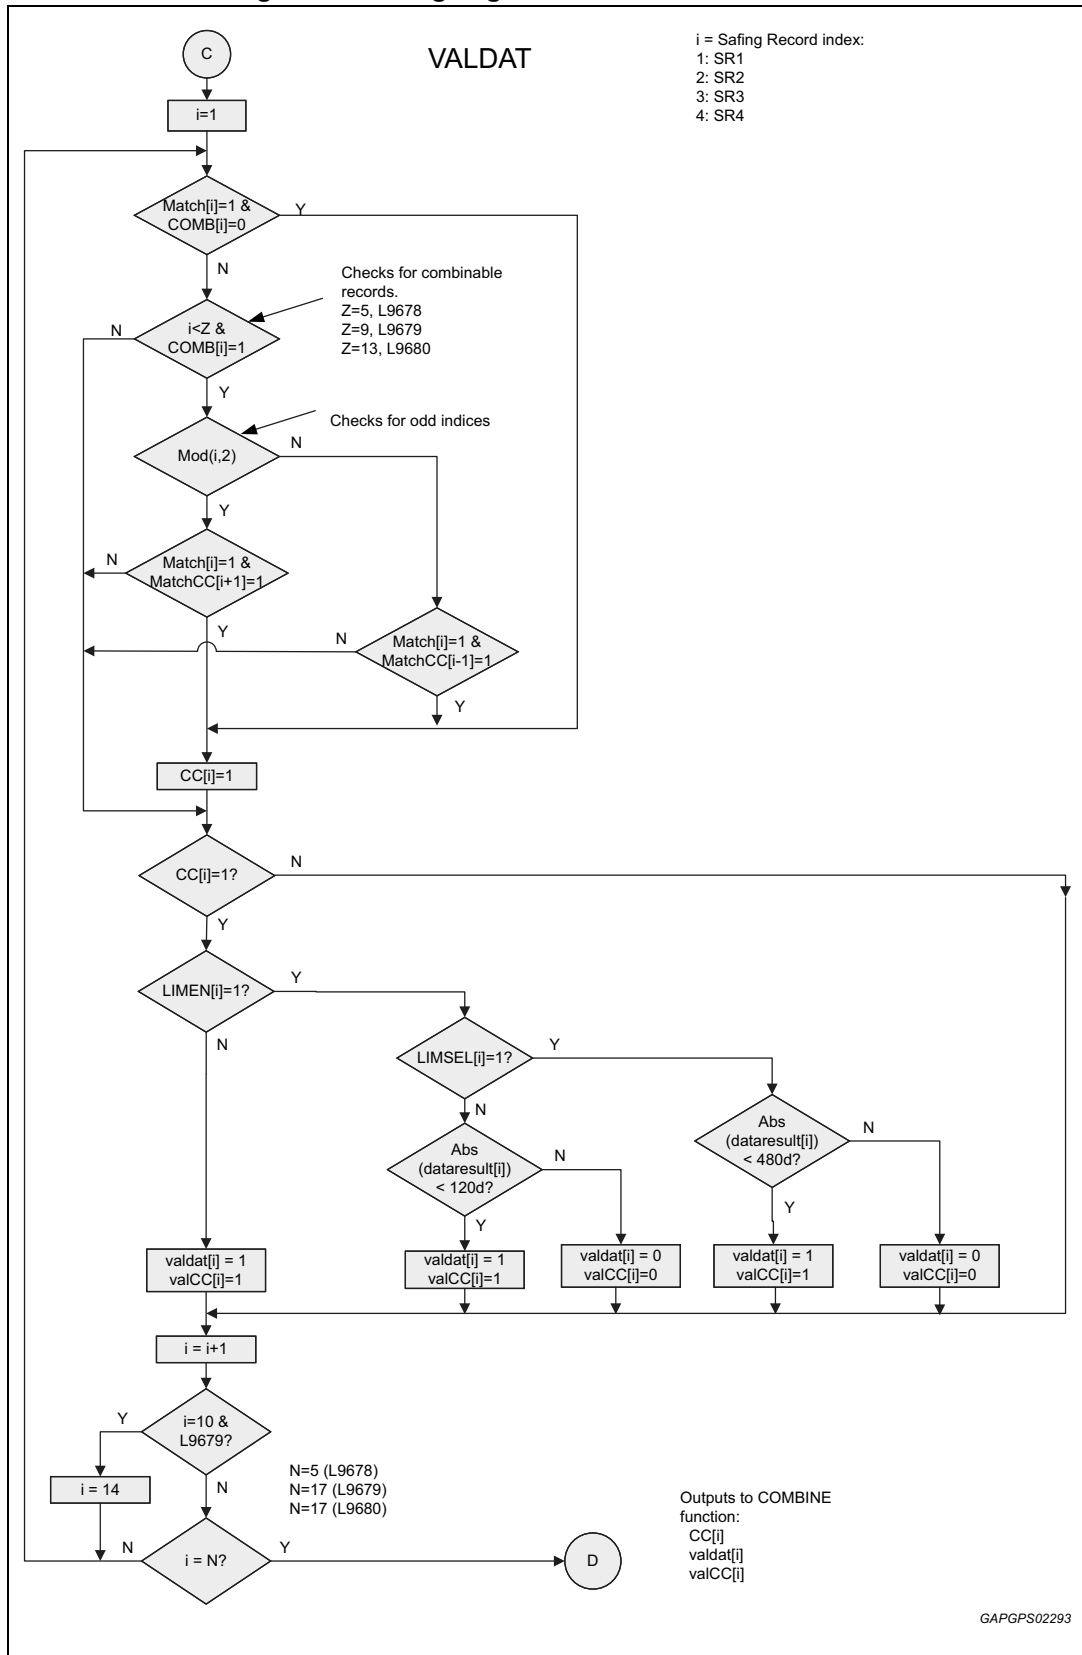 C
VALDAT
i = Safing Record index:
1: SR1
2: SR2
3: SR3
4: SR4
i=1
Match[i]=1 &
COMB[i]=0
Y
N
Checks for combinable
records.
Z=5, L9678
Z=9, L9679
Z=13, L9680
i<Z &
COMB[i]=1
N
Y
Checks for odd indices
Mod(i,2)
N
Y
Match[i]=1 &
MatchCC[i+1]=1
N
Y
Match[i]=1 &
MatchCC[i-1]=1
N
Y
CC[i]=1
CC[i]=1?
N
Y
LIMEN[i]=1?
Y
N
LIMSEL[i]=1?
Y
N
Abs
(dataresult[i])
< 120d?
N
Y
Abs
(dataresult[i])
< 480d?
N
Y
valdat[i] = 1
valCC[i]=1
valdat[i] = 1
valCC[i]=1
valdat[i] = 0
valCC[i]=0
valdat[i] = 1
valCC[i]=1
valdat[i] = 0
valCC[i]=0
i = i+1
i=10 &
L9679?
Y
N
i = 14
N=5 (L9678)
N=17 (L9679)
N=17 (L9680)
i = N?
N
Y
D
Outputs to COMBINE
function:
CC[i]
valdat[i]
valCC[i]
GAPGPS02293